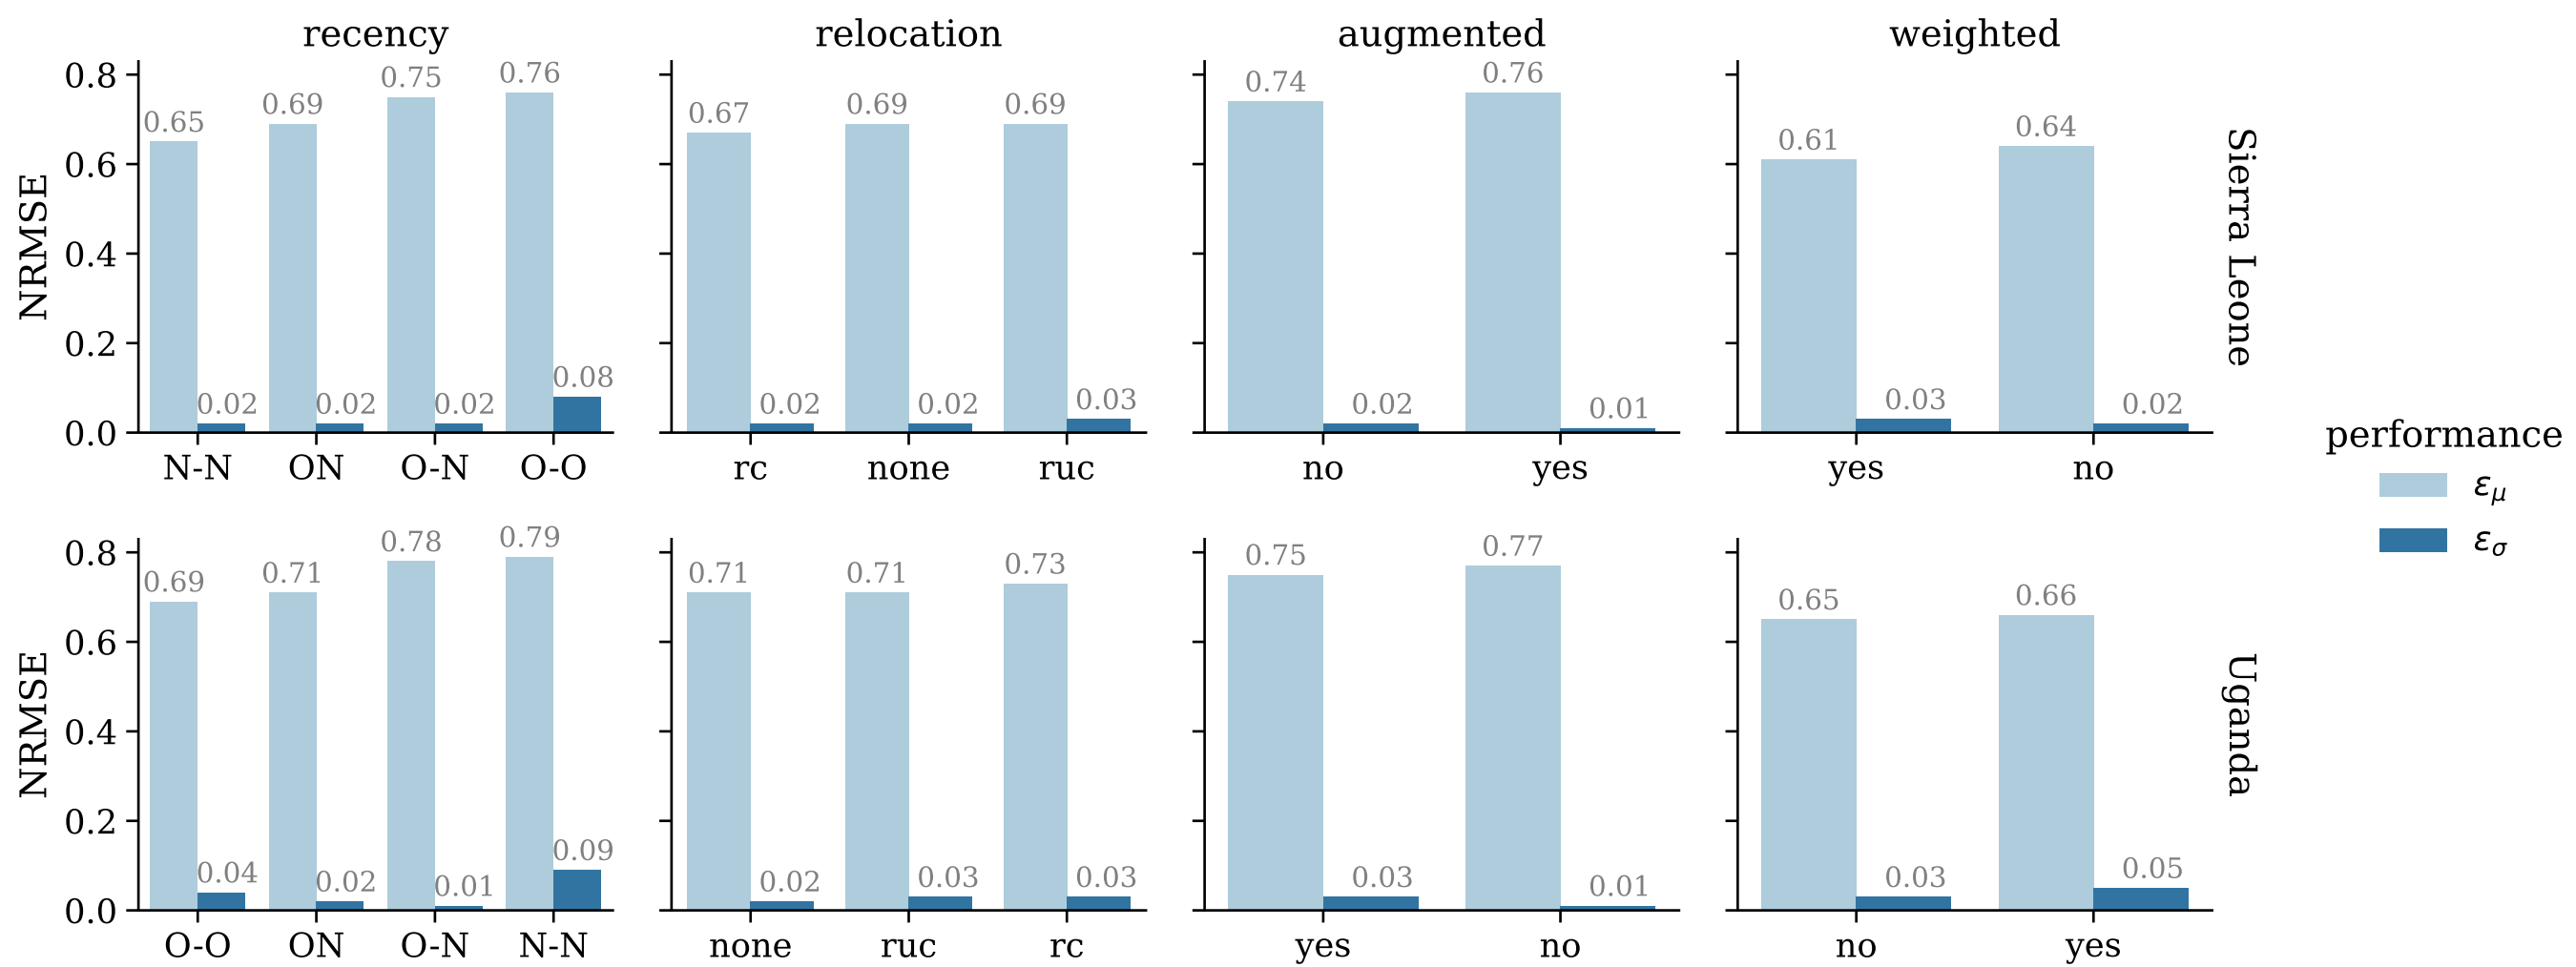 recency relocation augmented weighted
NRMSE
0.8
0.6
0.4
0.2
0.0
0.65 0.69 0.75 0.76
0.02 0.02 0.02 0.08
N-N ON O-N O-O
0.67 0.69 0.69
0.02 0.02 0.03
rc none ruc
0.74 0.76
0.02 0.01
no yes
0.61 0.64
0.03 0.02
yes no
Sierra Leone
NRMSE
0.8
0.6
0.4
0.2
0.0
0.69 0.71 0.78 0.79
0.04 0.02 0.01 0.09
O-O ON O-N N-N
0.71 0.71 0.73
0.02 0.03 0.03
none ruc rc
0.75 0.77
0.03 0.01
yes no
0.65 0.66
0.03 0.05
no yes
Uganda
performance
εμ
εσ